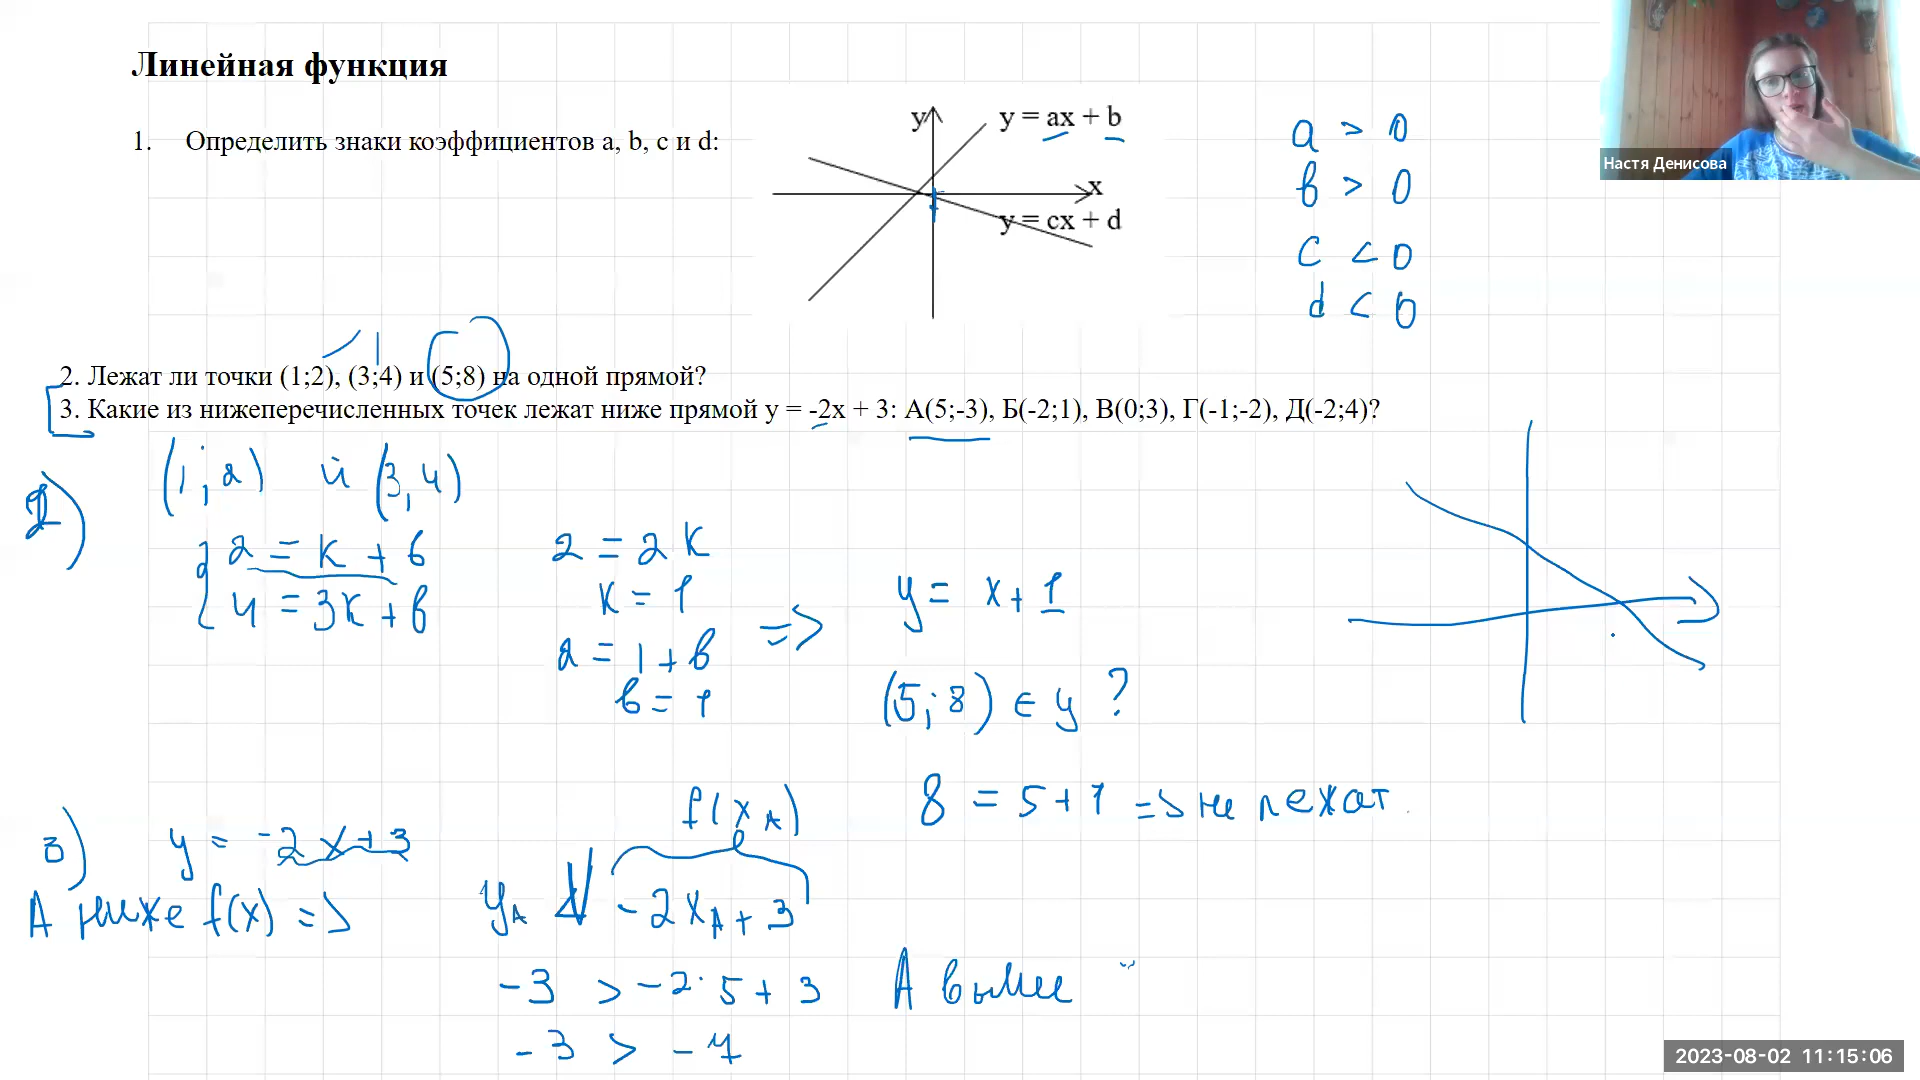 Линейная функция
1. Определить знаки коэффициентов a, b, c и d:
y
y = ax + b
x
y = cx + d
a > 0
b > 0
c < 0
d < 0
Настя Денисова
2. Лежат ли точки (1;2), (3;4) и (5;8) на одной прямой?
3. Какие из нижеперечисленных точек лежат ниже прямой y = -2x + 3: А(5;-3), Б(-2;1), В(0;3), Г(-1;-2), Д(-2;4)?
2)
(1;2) и (3,4)
2 = k + b
4 = 3k + b
2 = 2k
k = 1
2 = 1 + b
b = 1
=>
y = x + 1
(5;8) ∈ y ?
8 = 5 + 1 => не лежат.
3) y = -2x + 3
А ниже f(x) =>
f(xA)
yA V -2xA + 3
-3 > -2·5 + 3
-3 > -7
А выше
2023-08-02 11:15:06